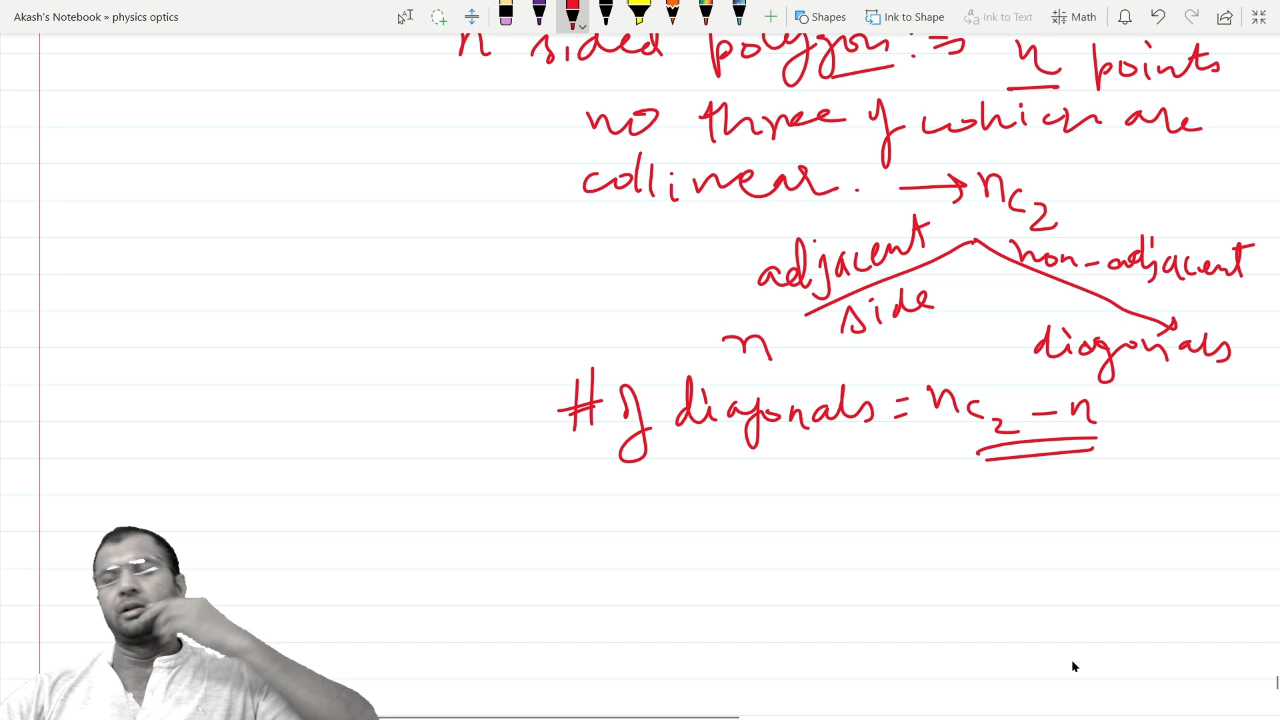 Akash's Notebook » physics optics
Shapes Ink to Shape Ink to Text Math
n sided polygon :⇒ n points
no three of which are
collinear. → nc2
adjacent non-adjacent
side
n diagonals
# of diagonals = nc2 - n